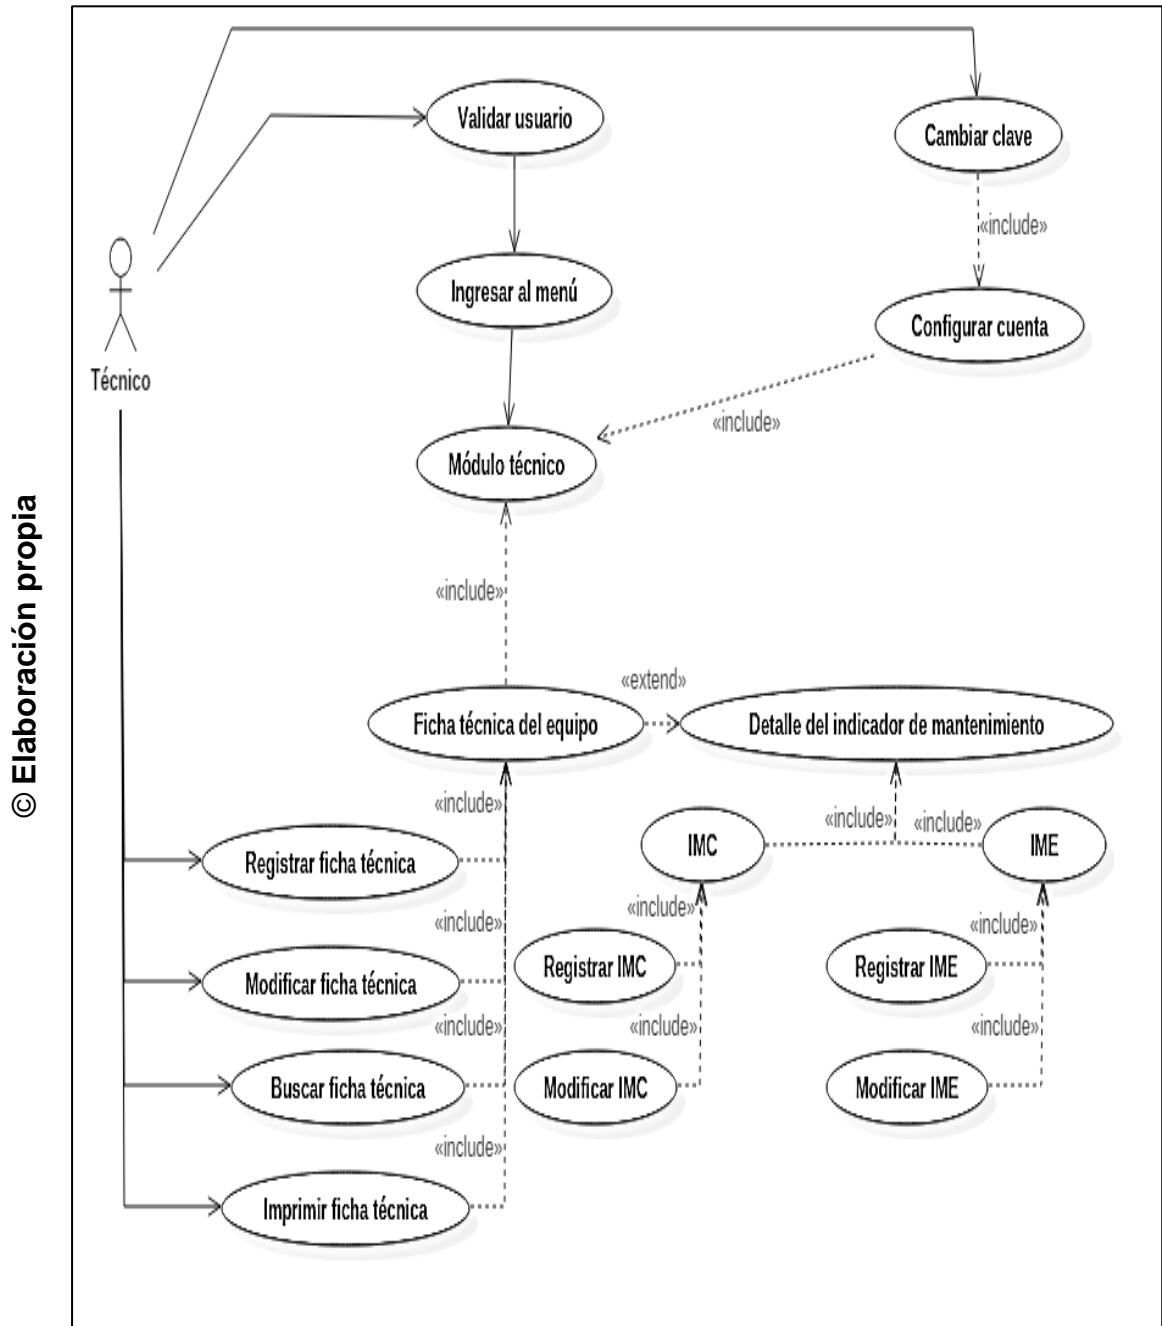 Validar usuario
Cambiar clave
«include»
Ingresar al menú
Configurar cuenta
Técnico
«include»
Módulo técnico
© Elaboración propia
«include»
«extend»
Ficha técnica del equipo
Detalle del indicador de mantenimiento
«include»
«include»
«include»
IMC
IME
Registrar ficha técnica
«include»
«include»
«include»
Registrar IMC
Registrar IME
Modificar ficha técnica
«include»
«include»
«include»
Buscar ficha técnica
Modificar IMC
Modificar IME
«include»
Imprimir ficha técnica